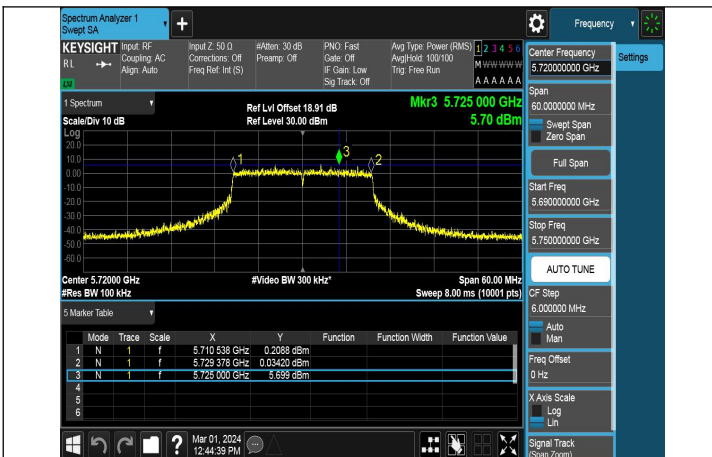 Spectrum Analyzer 1
Swept SA
Frequency
KEYSIGHT
RL
Input: RF
Coupling: AC
Align: Auto
Input Z: 50 Ω
Corrections: Off
Freq Ref: Int (S)
#Atten: 30 dB
Preamp: Off
PNO: Fast
Gate: Off
IF Gain: Low
Sig Track: Off
Avg Type: Power (RMS)
Avg|Hold: 100/100
Trig: Free Run
1 2 3 4 5 6
M W W W W W
A A A A A A
1 Spectrum
Scale/Div 10 dB
Ref Lvl Offset 18.91 dB
Ref Level 30.00 dBm
Mkr3 5.725 000 GHz
5.70 dBm
Log
20.0
10.0
0.00
-10.0
-20.0
-30.0
-40.0
-50.0
-60.0
1
3
2
Center 5.72000 GHz
#Res BW 100 kHz
#Video BW 300 kHz*
Span 60.00 MHz
Sweep 8.00 ms (10001 pts)
5 Marker Table
Mode Trace Scale X Y Function Function Width Function Value
1 N 1 f 5.710 538 GHz 0.2088 dBm
2 N 1 f 5.729 378 GHz 0.03420 dBm
3 N 1 f 5.725 000 GHz 5.699 dBm
4
5
6
Mar 01, 2024
12:44:39 PM
Settings
Center Frequency
5.720000000 GHz
Span
60.0000000 MHz
Swept Span
Zero Span
Full Span
Start Freq
5.690000000 GHz
Stop Freq
5.750000000 GHz
AUTO TUNE
CF Step
6.000000 MHz
Auto
Man
Freq Offset
0 Hz
X Axis Scale
Log
Lin
Signal Track
(Span Zoom)